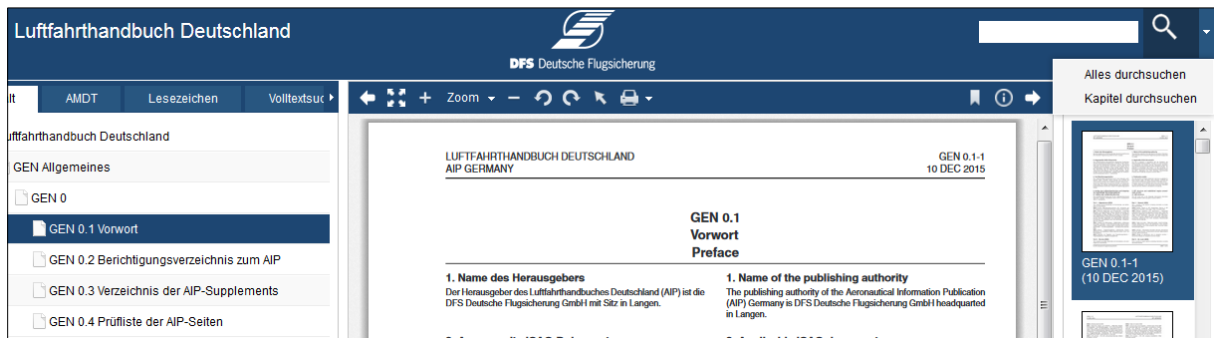 Luftfahrthandbuch Deutschland
DFS Deutsche Flugsicherung
Alles durchsuchen
Kapitel durchsuchen
lt AMDT Lesezeichen Volltextsuc
Zoom
uftfahrthandbuch Deutschland
GEN Allgemeines
GEN 0
GEN 0.1 Vorwort
GEN 0.2 Berichtigungsverzeichnis zum AIP
GEN 0.3 Verzeichnis der AIP-Supplements
GEN 0.4 Prüfliste der AIP-Seiten
LUFTFAHRTHANDBUCH DEUTSCHLAND
AIP GERMANY
GEN 0.1-1
10 DEC 2015
GEN 0.1
Vorwort
Preface
1. Name des Herausgebers
Der Herausgeber des Luftfahrthandbuches Deutschland (AIP) ist die
DFS Deutsche Flugsicherung GmbH mit Sitz in Langen.
1. Name of the publishing authority
The publishing authority of the Aeronautical Information Publication
(AIP) Germany is DFS Deutsche Flugsicherung GmbH headquarted
in Langen.
GEN 0.1-1
(10 DEC 2015)